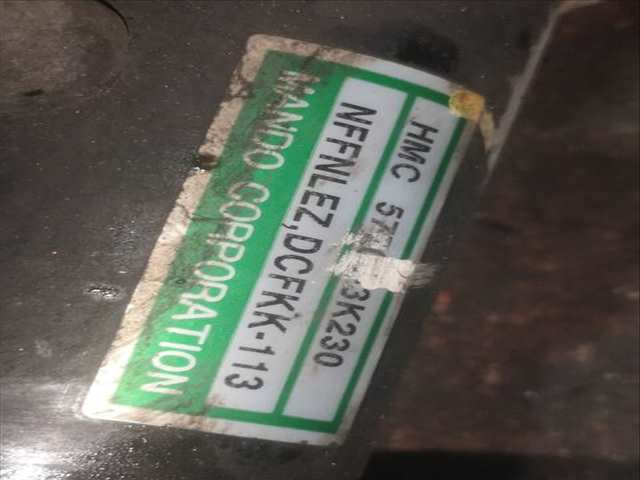 HMC 57
3K230
NFFNLEZ,DCFKK-113
MANDO CORPORATION